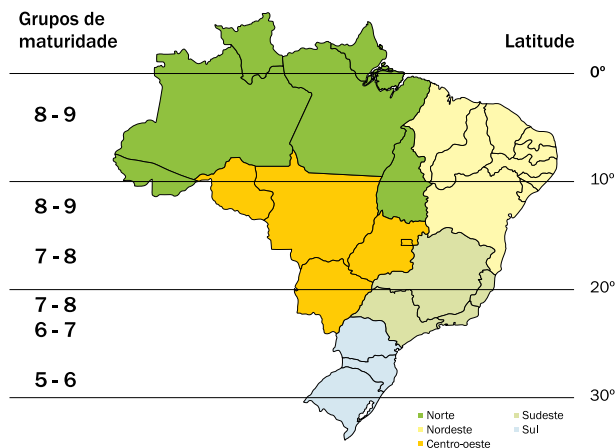 Grupos de
maturidade
Latitude
0º
8 - 9
10º
8 - 9
7 - 8
20º
7 - 8
6 - 7
5 - 6
30º
Norte
Nordeste
Centro-oeste
Sudeste
Sul